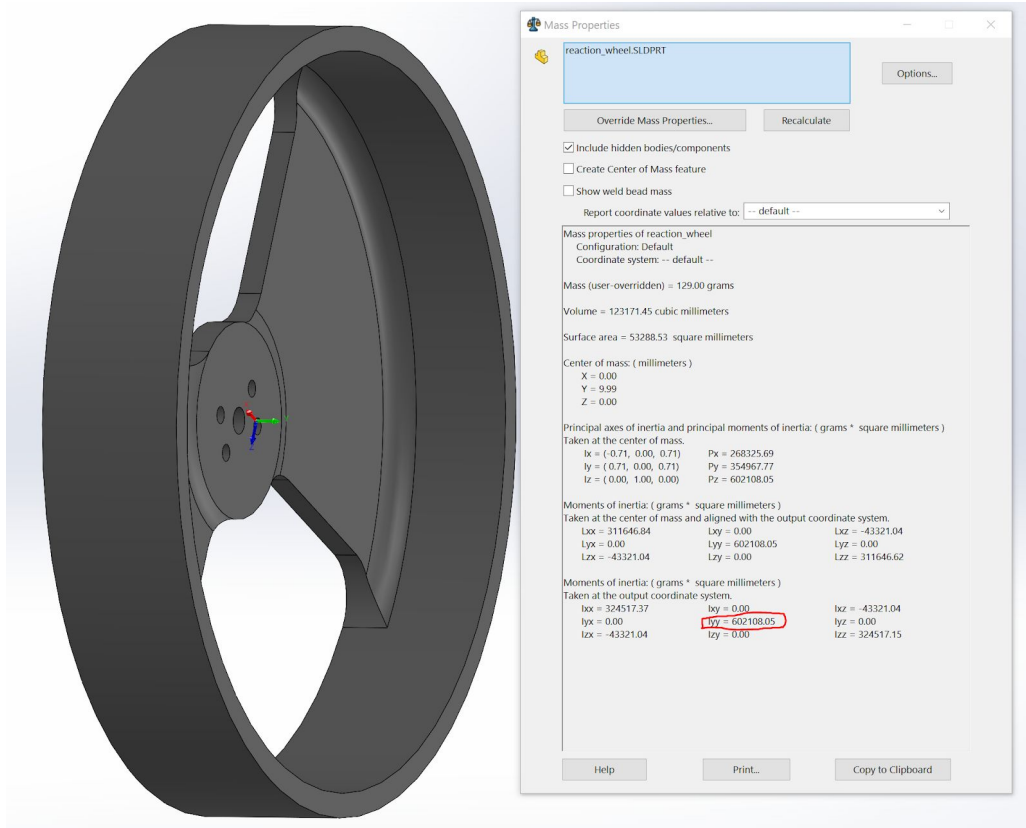 Mass Properties
reaction_wheel.SLDPRT
Options...
Override Mass Properties...
Recalculate
Include hidden bodies/components
Create Center of Mass feature
Show weld bead mass
Report coordinate values relative to: -- default --
Mass properties of reaction_wheel
Configuration: Default
Coordinate system: -- default --
Mass (user-overridden) = 129.00 grams
Volume = 123171.45 cubic millimeters
Surface area = 53288.53 square millimeters
Center of mass: ( millimeters )
X = 0.00
Y = 9.99
Z = 0.00
Principal axes of inertia and principal moments of inertia: ( grams * square millimeters )
Taken at the center of mass.
Ix = (-0.71, 0.00, 0.71) Px = 268325.69
Iy = ( 0.71, 0.00, 0.71) Py = 354967.77
Iz = ( 0.00, 1.00, 0.00) Pz = 602108.05
Moments of inertia: ( grams * square millimeters )
Taken at the center of mass and aligned with the output coordinate system.
Lxx = 311646.84 Lxy = 0.00 Lxz = -43321.04
Lyx = 0.00 Lyy = 602108.05 Lyz = 0.00
Lzx = -43321.04 Lzy = 0.00 Lzz = 311646.62
Moments of inertia: ( grams * square millimeters )
Taken at the output coordinate system.
Ixx = 324517.37 Ixy = 0.00 Ixz = -43321.04
Iyx = 0.00 Iyy = 602108.05 Iyz = 0.00
Izx = -43321.04 Izy = 0.00 Izz = 324517.15
Help
Print...
Copy to Clipboard